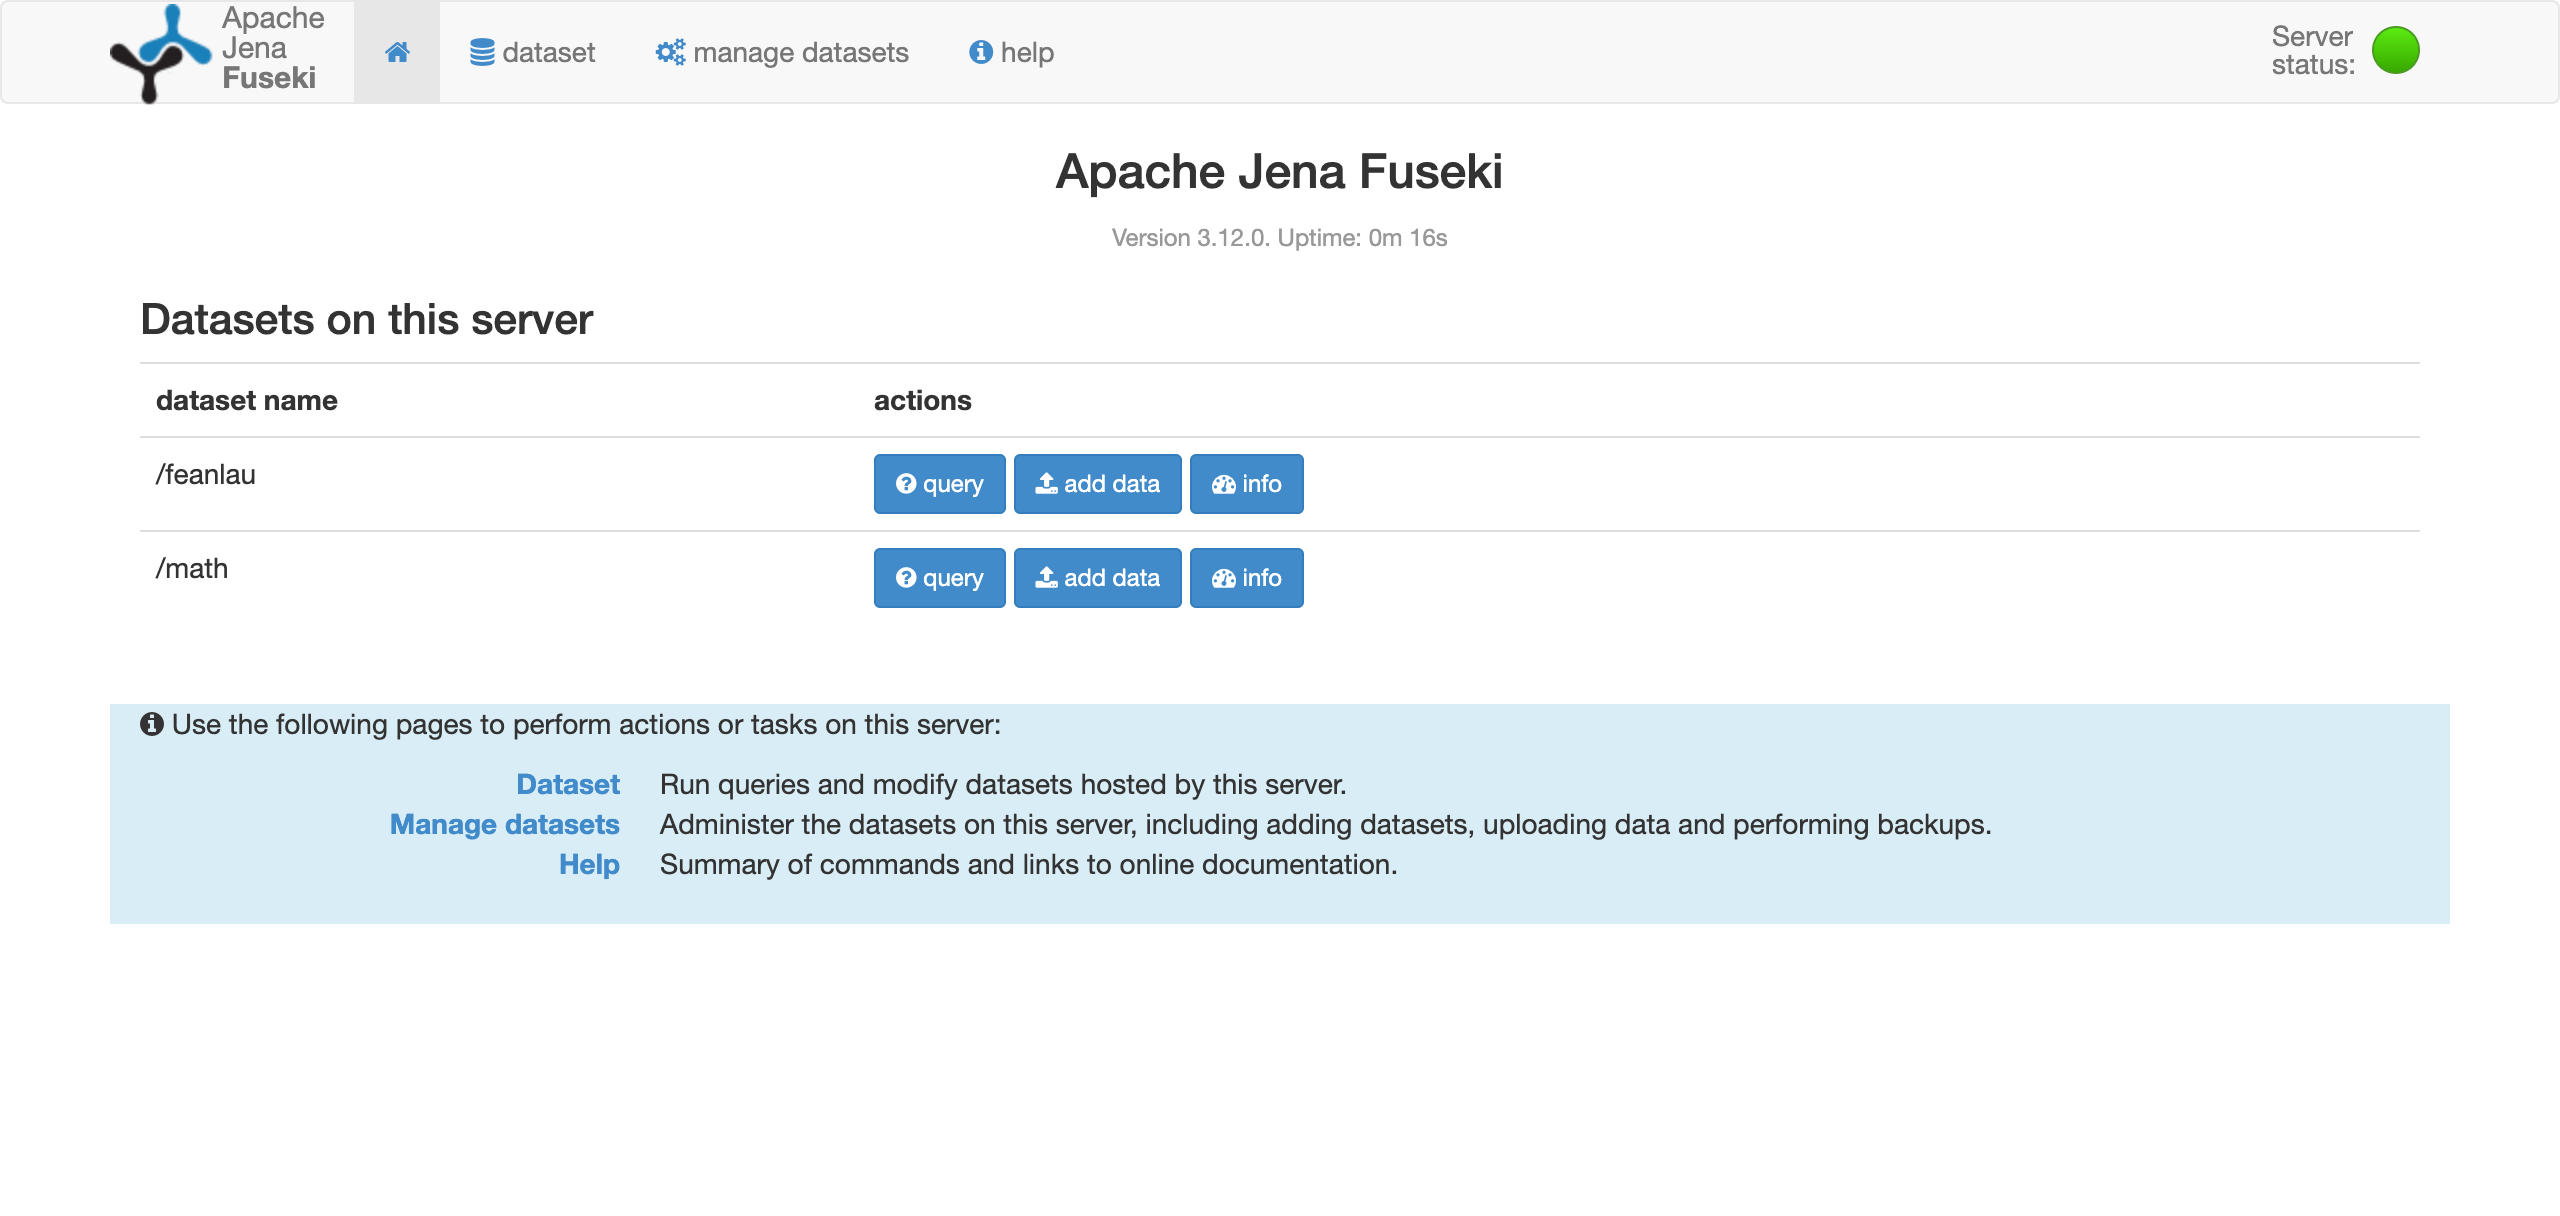 Apache
Jena
Fuseki
dataset
manage datasets
help
Server
status:
Apache Jena Fuseki
Version 3.12.0. Uptime: 0m 16s
Datasets on this server
dataset name actions
/feanlau query add data info
/math query add data info
Use the following pages to perform actions or tasks on this server:
Dataset Run queries and modify datasets hosted by this server.
Manage datasets Administer the datasets on this server, including adding datasets, uploading data and performing backups.
Help Summary of commands and links to online documentation.